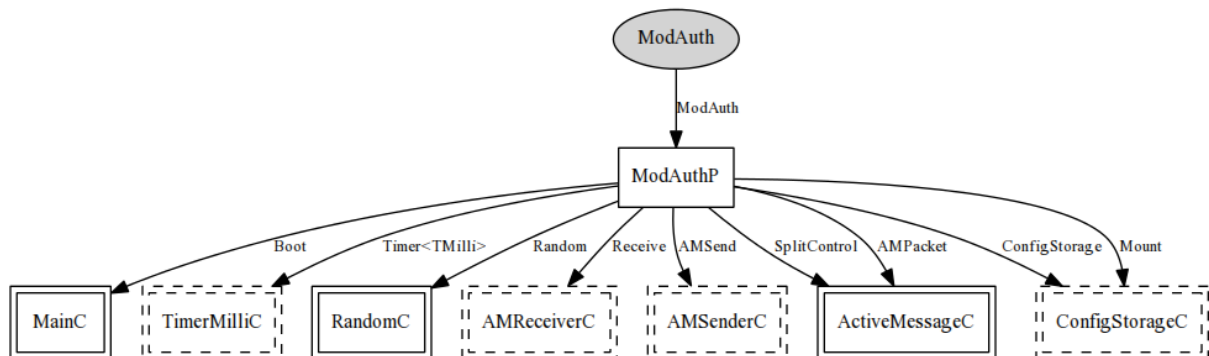 ModAuth
ModAuth
ModAuthP
Boot
Timer<TMilli>
Random
Receive
AMSend
SplitControl
AMPacket
ConfigStorage
Mount
MainC
TimerMilliC
RandomC
AMReceiverC
AMSenderC
ActiveMessageC
ConfigStorageC